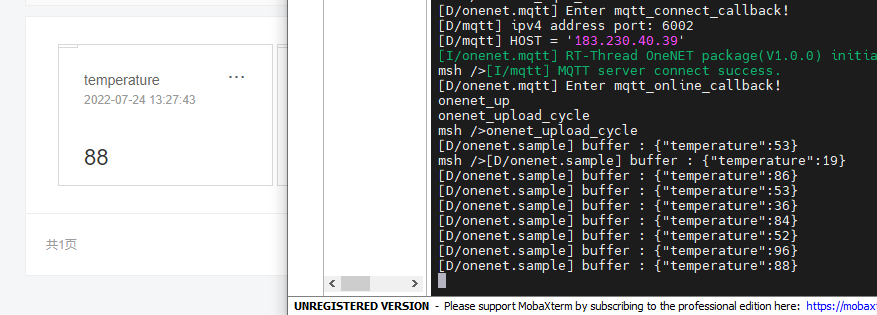 temperature
...
2022-07-24 13:27:43
88
共1页
[D/onenet.mqtt] Enter mqtt_connect_callback!
[D/mqtt] ipv4 address port: 6002
[D/mqtt] HOST = '183.230.40.39'
[I/onenet.mqtt] RT-Thread OneNET package(V1.0.0) initia
msh />[I/mqtt] MQTT server connect success.
[D/onenet.mqtt] Enter mqtt_online_callback!
onenet_up
onenet_upload_cycle
msh />onenet_upload_cycle
[D/onenet.sample] buffer : {"temperature":53}
msh />[D/onenet.sample] buffer : {"temperature":19}
[D/onenet.sample] buffer : {"temperature":86}
[D/onenet.sample] buffer : {"temperature":53}
[D/onenet.sample] buffer : {"temperature":36}
[D/onenet.sample] buffer : {"temperature":84}
[D/onenet.sample] buffer : {"temperature":52}
[D/onenet.sample] buffer : {"temperature":96}
[D/onenet.sample] buffer : {"temperature":88}
UNREGISTERED VERSION - Please support MobaXterm by subscribing to the professional edition here: https://mobax